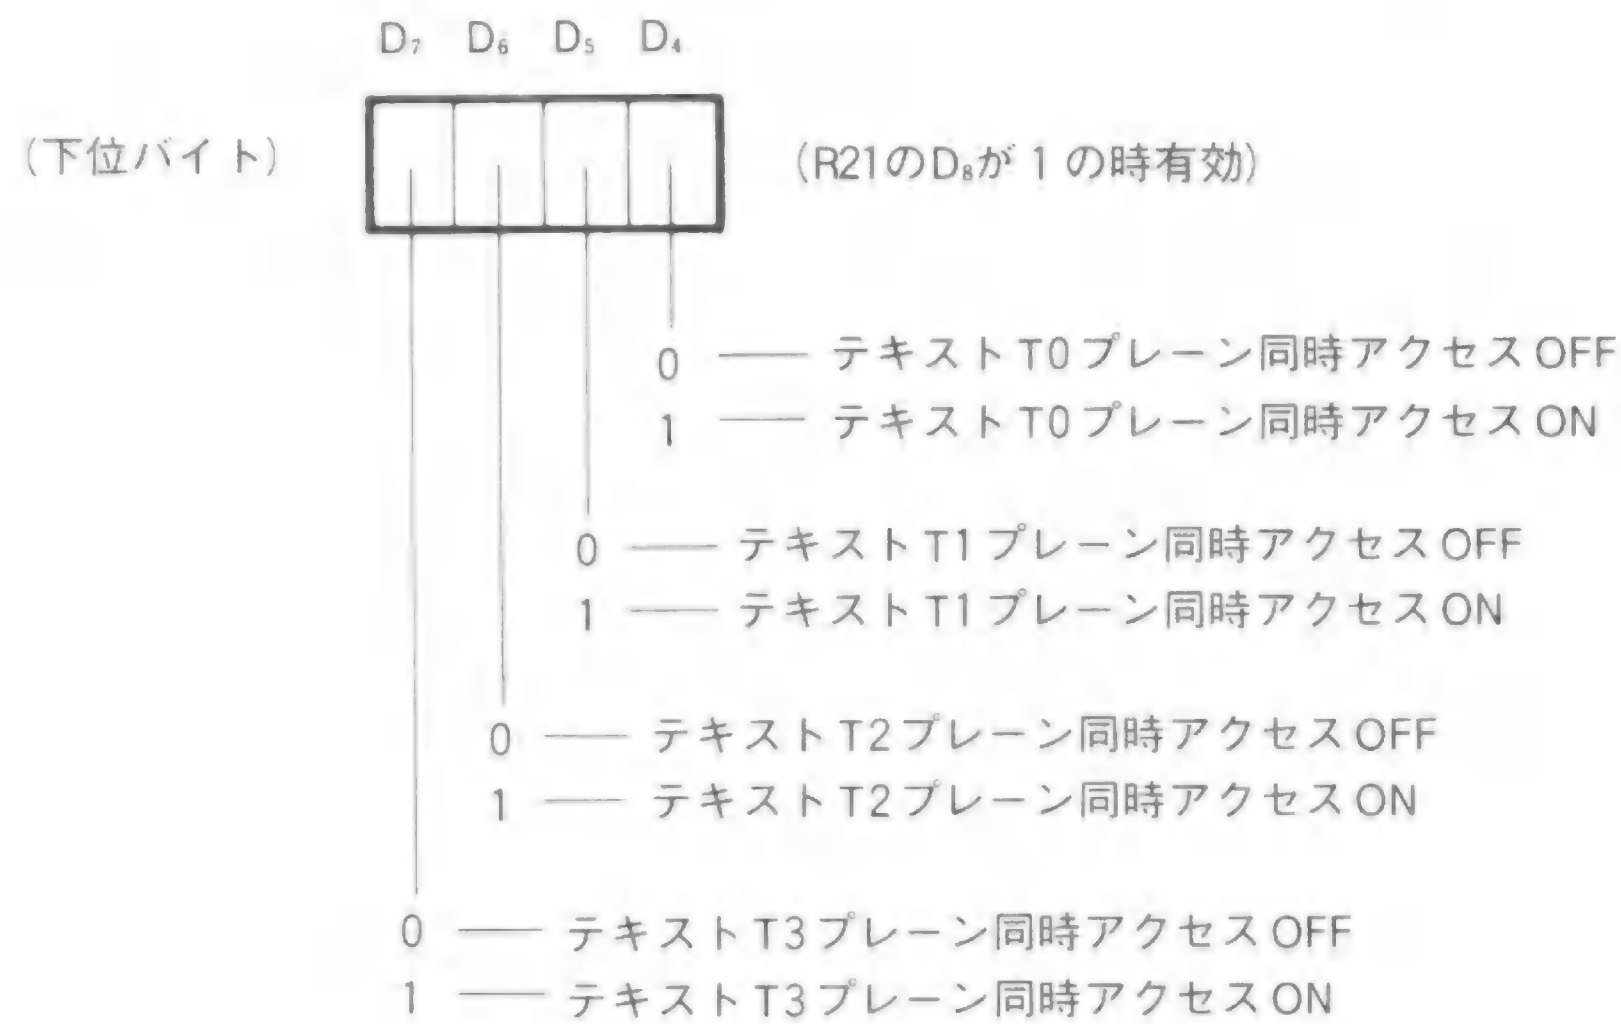 D₇ D₆ D₅ D₄
(下位バイト) (R21のD₈が1の時有効)
0 ── テキストT0プレーン同時アクセスOFF
1 ── テキストT0プレーン同時アクセスON
0 ── テキストT1プレーン同時アクセスOFF
1 ── テキストT1プレーン同時アクセスON
0 ── テキストT2プレーン同時アクセスOFF
1 ── テキストT2プレーン同時アクセスON
0 ── テキストT3プレーン同時アクセスOFF
1 ── テキストT3プレーン同時アクセスON